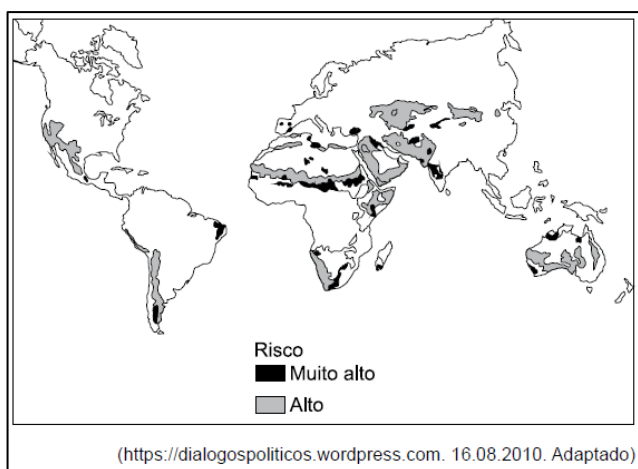 Risco
Muito alto
Alto
(https://dialogospoliticos.wordpress.com. 16.08.2010. Adaptado)